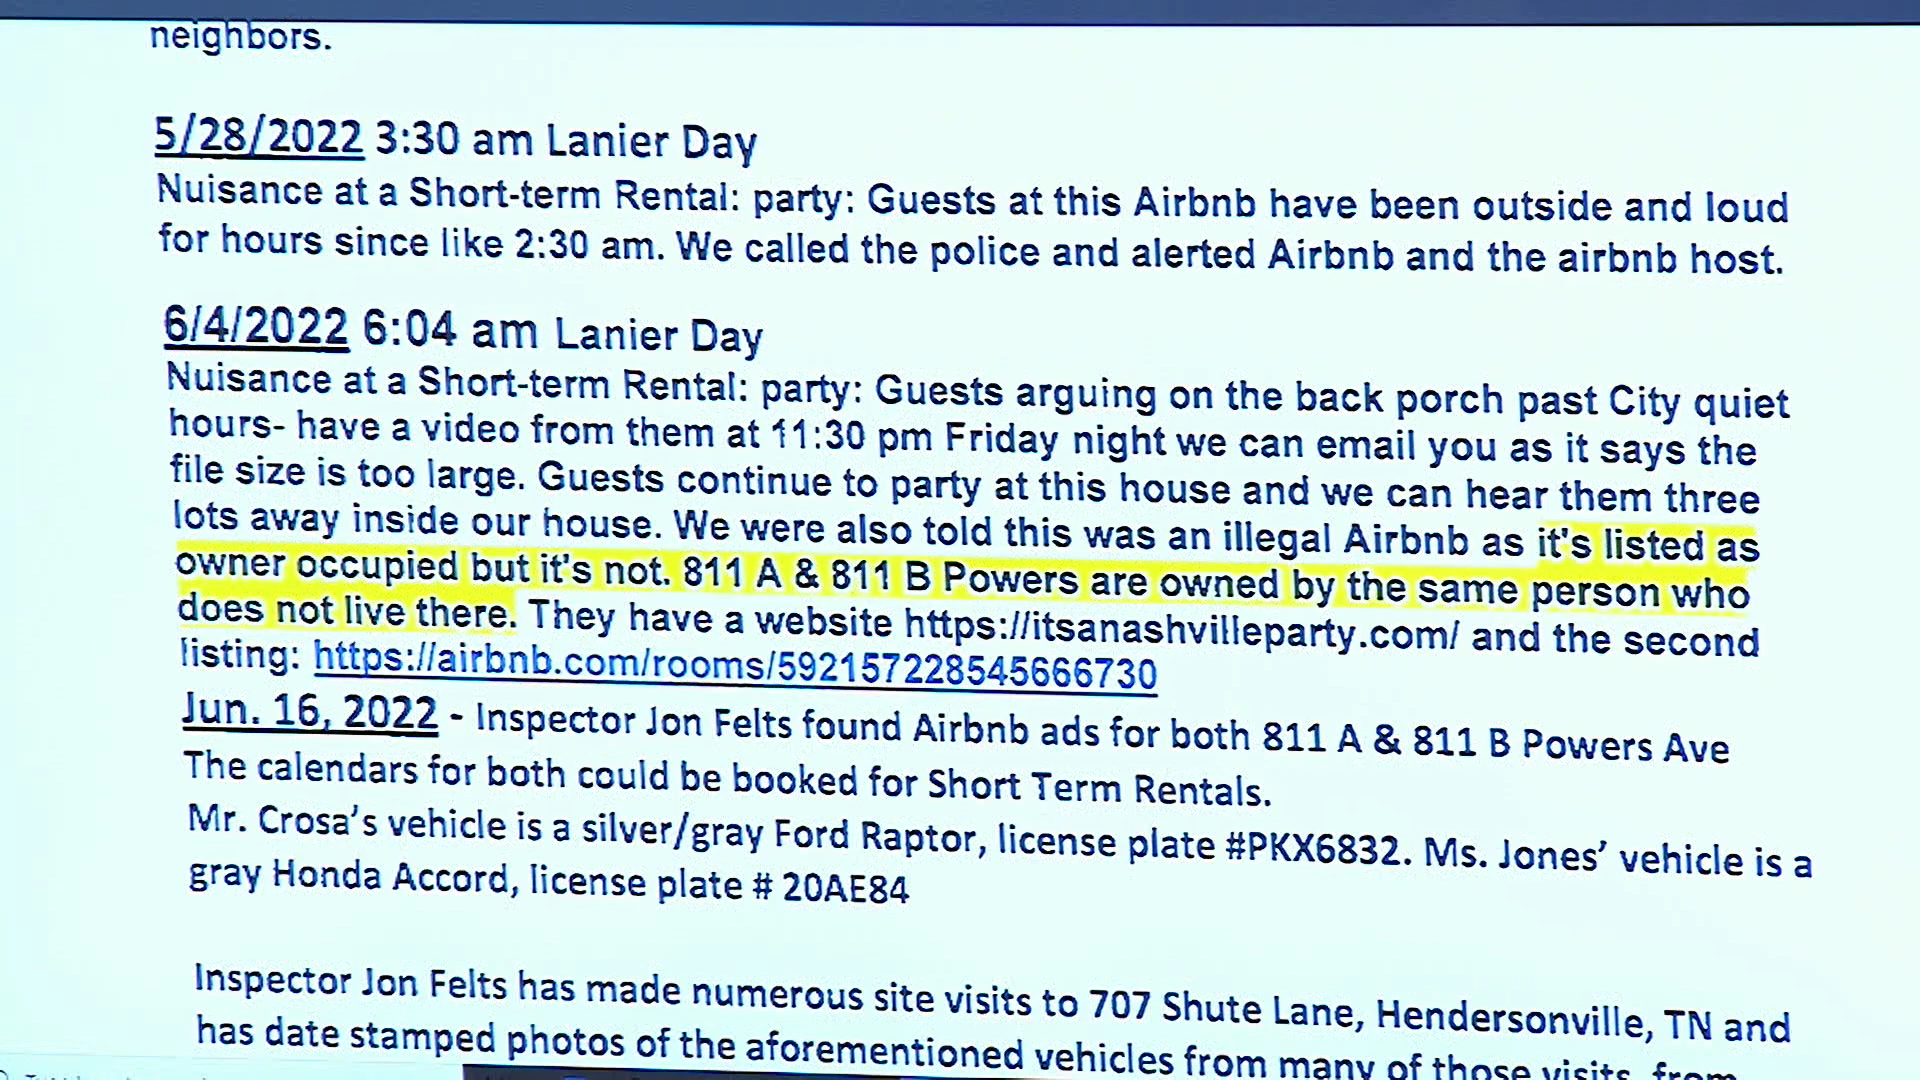 neighbors.
5/28/2022 3:30 am Lanier Day
Nuisance at a Short-term Rental: party: Guests at this Airbnb have been outside and loud
for hours since like 2:30 am. We called the police and alerted Airbnb and the airbnb host.
6/4/2022 6:04 am Lanier Day
Nuisance at a Short-term Rental: party: Guests arguing on the back porch past City quiet
hours- have a video from them at 11:30 pm Friday night we can email you as it says the
file size is too large. Guests continue to party at this house and we can hear them three
lots away inside our house. We were also told this was an illegal Airbnb as it's listed as
owner occupied but it's not. 811 A & 811 B Powers are owned by the same person who
does not live there. They have a website https://itsanashvilleparty.com/ and the second
listing: https://airbnb.com/rooms/592157228545666730
Jun. 16, 2022 - Inspector Jon Felts found Airbnb ads for both 811 A & 811 B Powers Ave
The calendars for both could be booked for Short Term Rentals.
Mr. Crosa's vehicle is a silver/gray Ford Raptor, license plate #PKX6832. Ms. Jones' vehicle is a
gray Honda Accord, license plate # 20AE84
Inspector Jon Felts has made numerous site visits to 707 Shute Lane, Hendersonville, TN and
has date stamped photos of the aforementioned vehicles from many of those visits, from